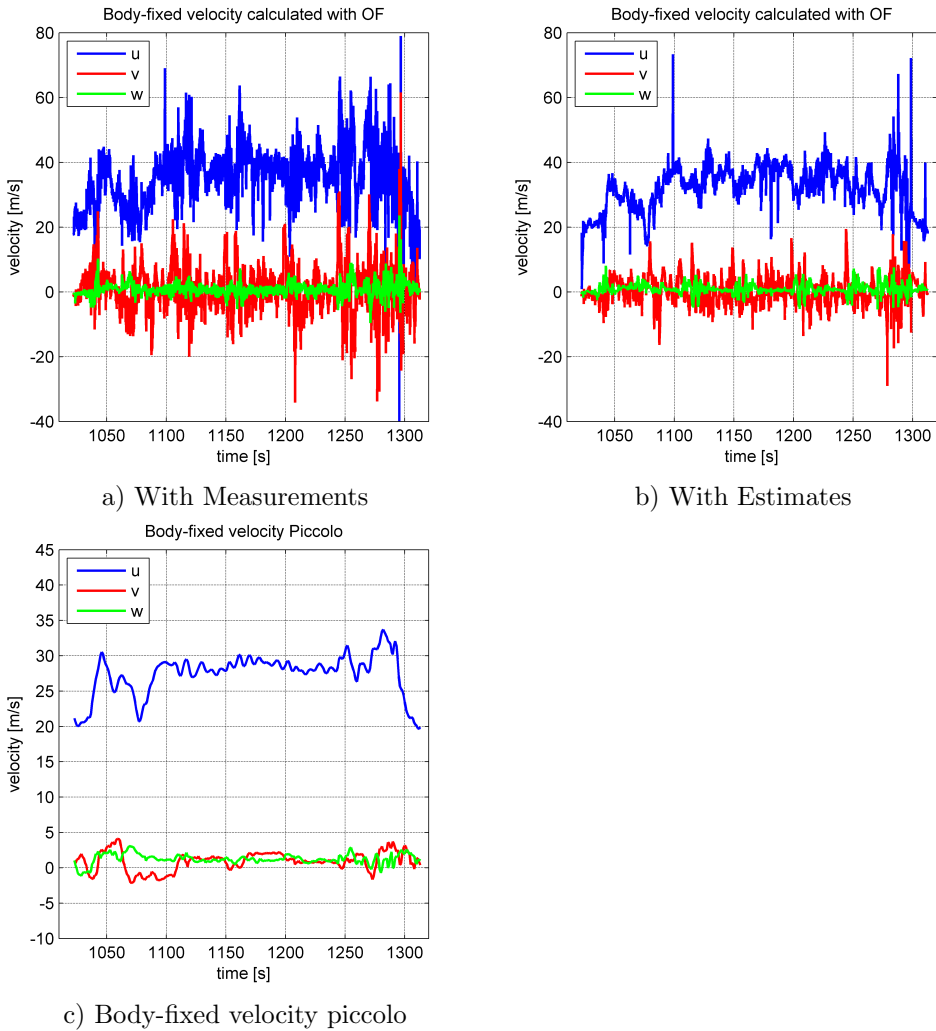 Body-fixed velocity calculated with OF
80
60
40
20
0
-20
-40
velocity [m/s]
u
v
w
1050 1100 1150 1200 1250 1300
time [s]
a) With Measurements
Body-fixed velocity calculated with OF
80
60
40
20
0
-20
-40
velocity [m/s]
u
v
w
1050 1100 1150 1200 1250 1300
time [s]
b) With Estimates
Body-fixed velocity Piccolo
45
40
35
30
25
20
15
10
5
0
-5
-10
velocity [m/s]
u
v
w
1050 1100 1150 1200 1250 1300
time [s]
c) Body-fixed velocity piccolo